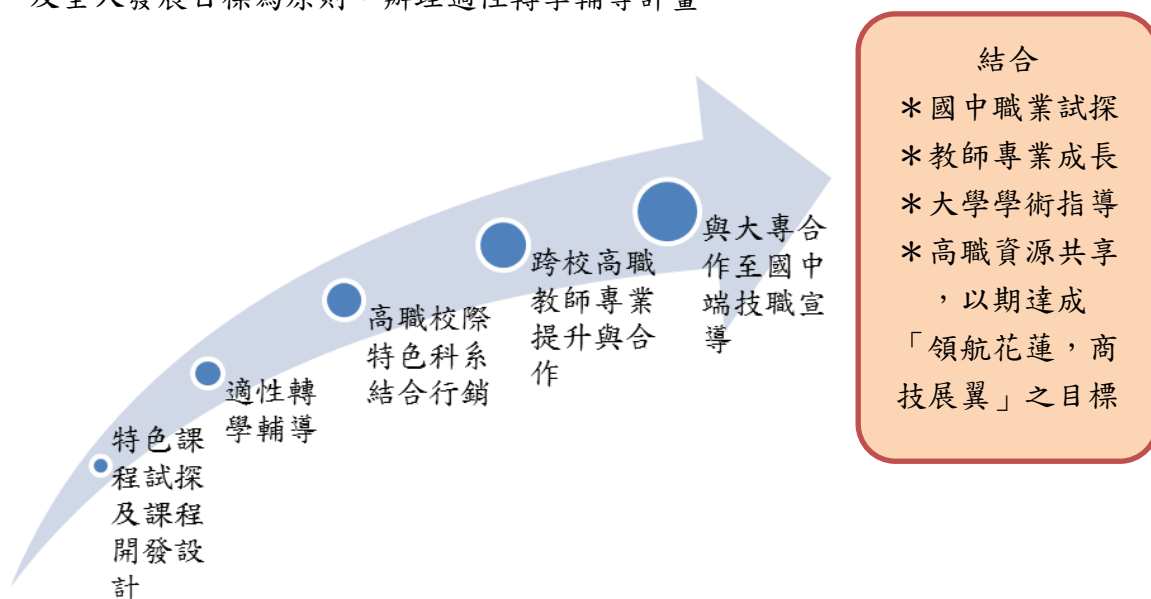 及全人發展目標為原則，辦理適性轉學輔導計畫
特色課
程試探
及課程
開發設
計
適性轉
學輔導
高職校際
特色科系
結合行銷
跨校高職
教師專業
提升與合
作
與大專合
作至國中
端技職宣
導
結合
＊國中職業試探
＊教師專業成長
＊大學學術指導
＊高職資源共享
，以期達成
「領航花蓮，商
技展翼」之目標